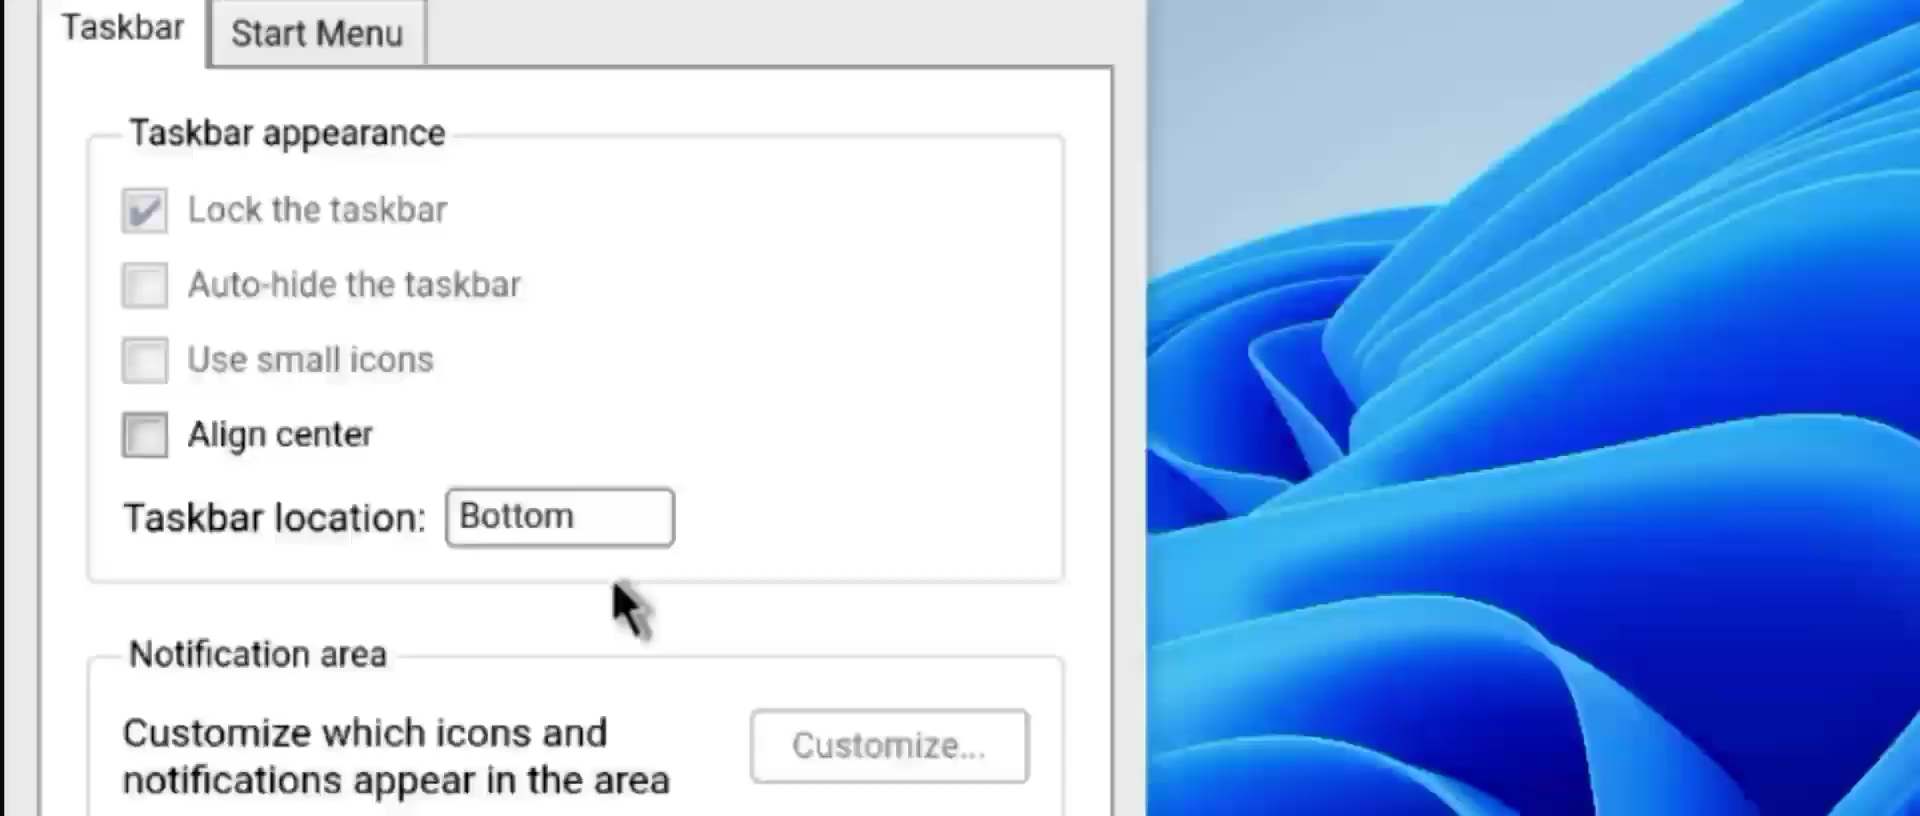 Taskbar
Start Menu
Taskbar appearance
Lock the taskbar
Auto-hide the taskbar
Use small icons
Align center
Taskbar location: Bottom
Notification area
Customize which icons and
notifications appear in the area
Customize...